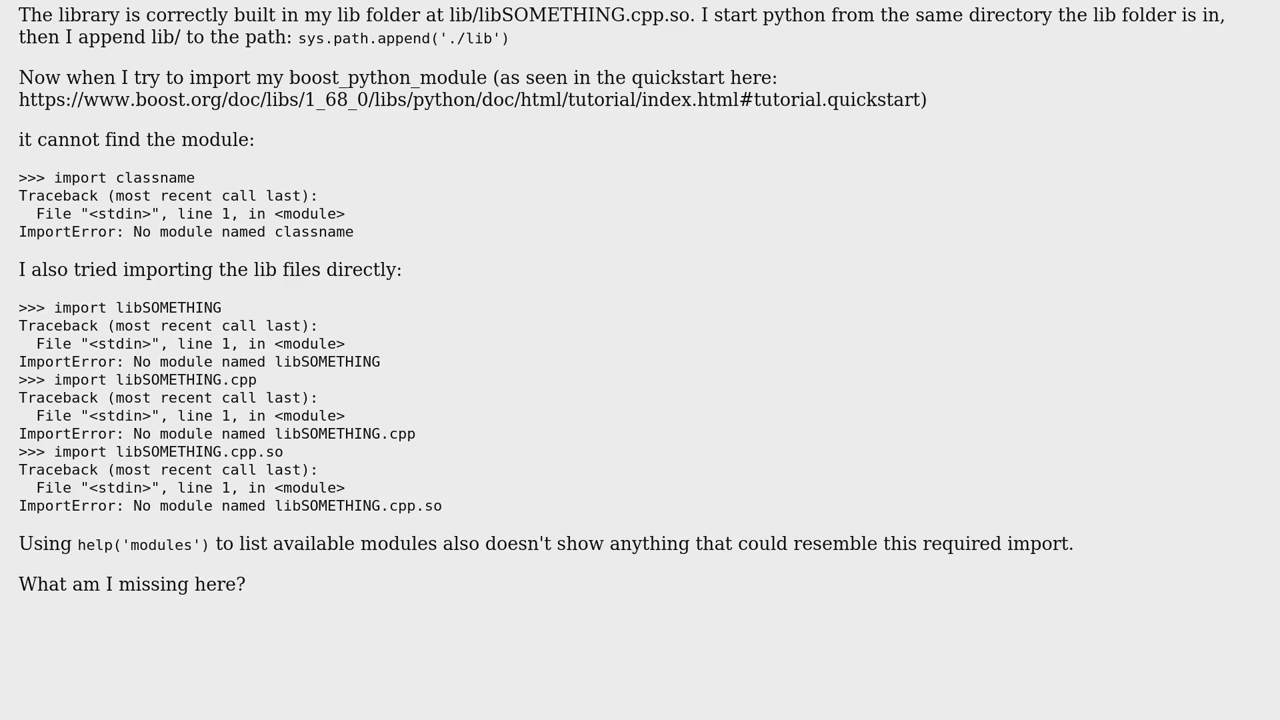 The library is correctly built in my lib folder at lib/libSOMETHING.cpp.so. I start python from the same directory the lib folder is in,
then I append lib/ to the path: sys.path.append('./lib')
Now when I try to import my boost_python_module (as seen in the quickstart here:
https://www.boost.org/doc/libs/1_68_0/libs/python/doc/html/tutorial/index.html#tutorial.quickstart)
it cannot find the module:
>>> import classname
Traceback (most recent call last):
  File "<stdin>", line 1, in <module>
ImportError: No module named classname
I also tried importing the lib files directly:
>>> import libSOMETHING
Traceback (most recent call last):
  File "<stdin>", line 1, in <module>
ImportError: No module named libSOMETHING
>>> import libSOMETHING.cpp
Traceback (most recent call last):
  File "<stdin>", line 1, in <module>
ImportError: No module named libSOMETHING.cpp
>>> import libSOMETHING.cpp.so
Traceback (most recent call last):
  File "<stdin>", line 1, in <module>
ImportError: No module named libSOMETHING.cpp.so
Using help('modules') to list available modules also doesn't show anything that could resemble this required import.
What am I missing here?